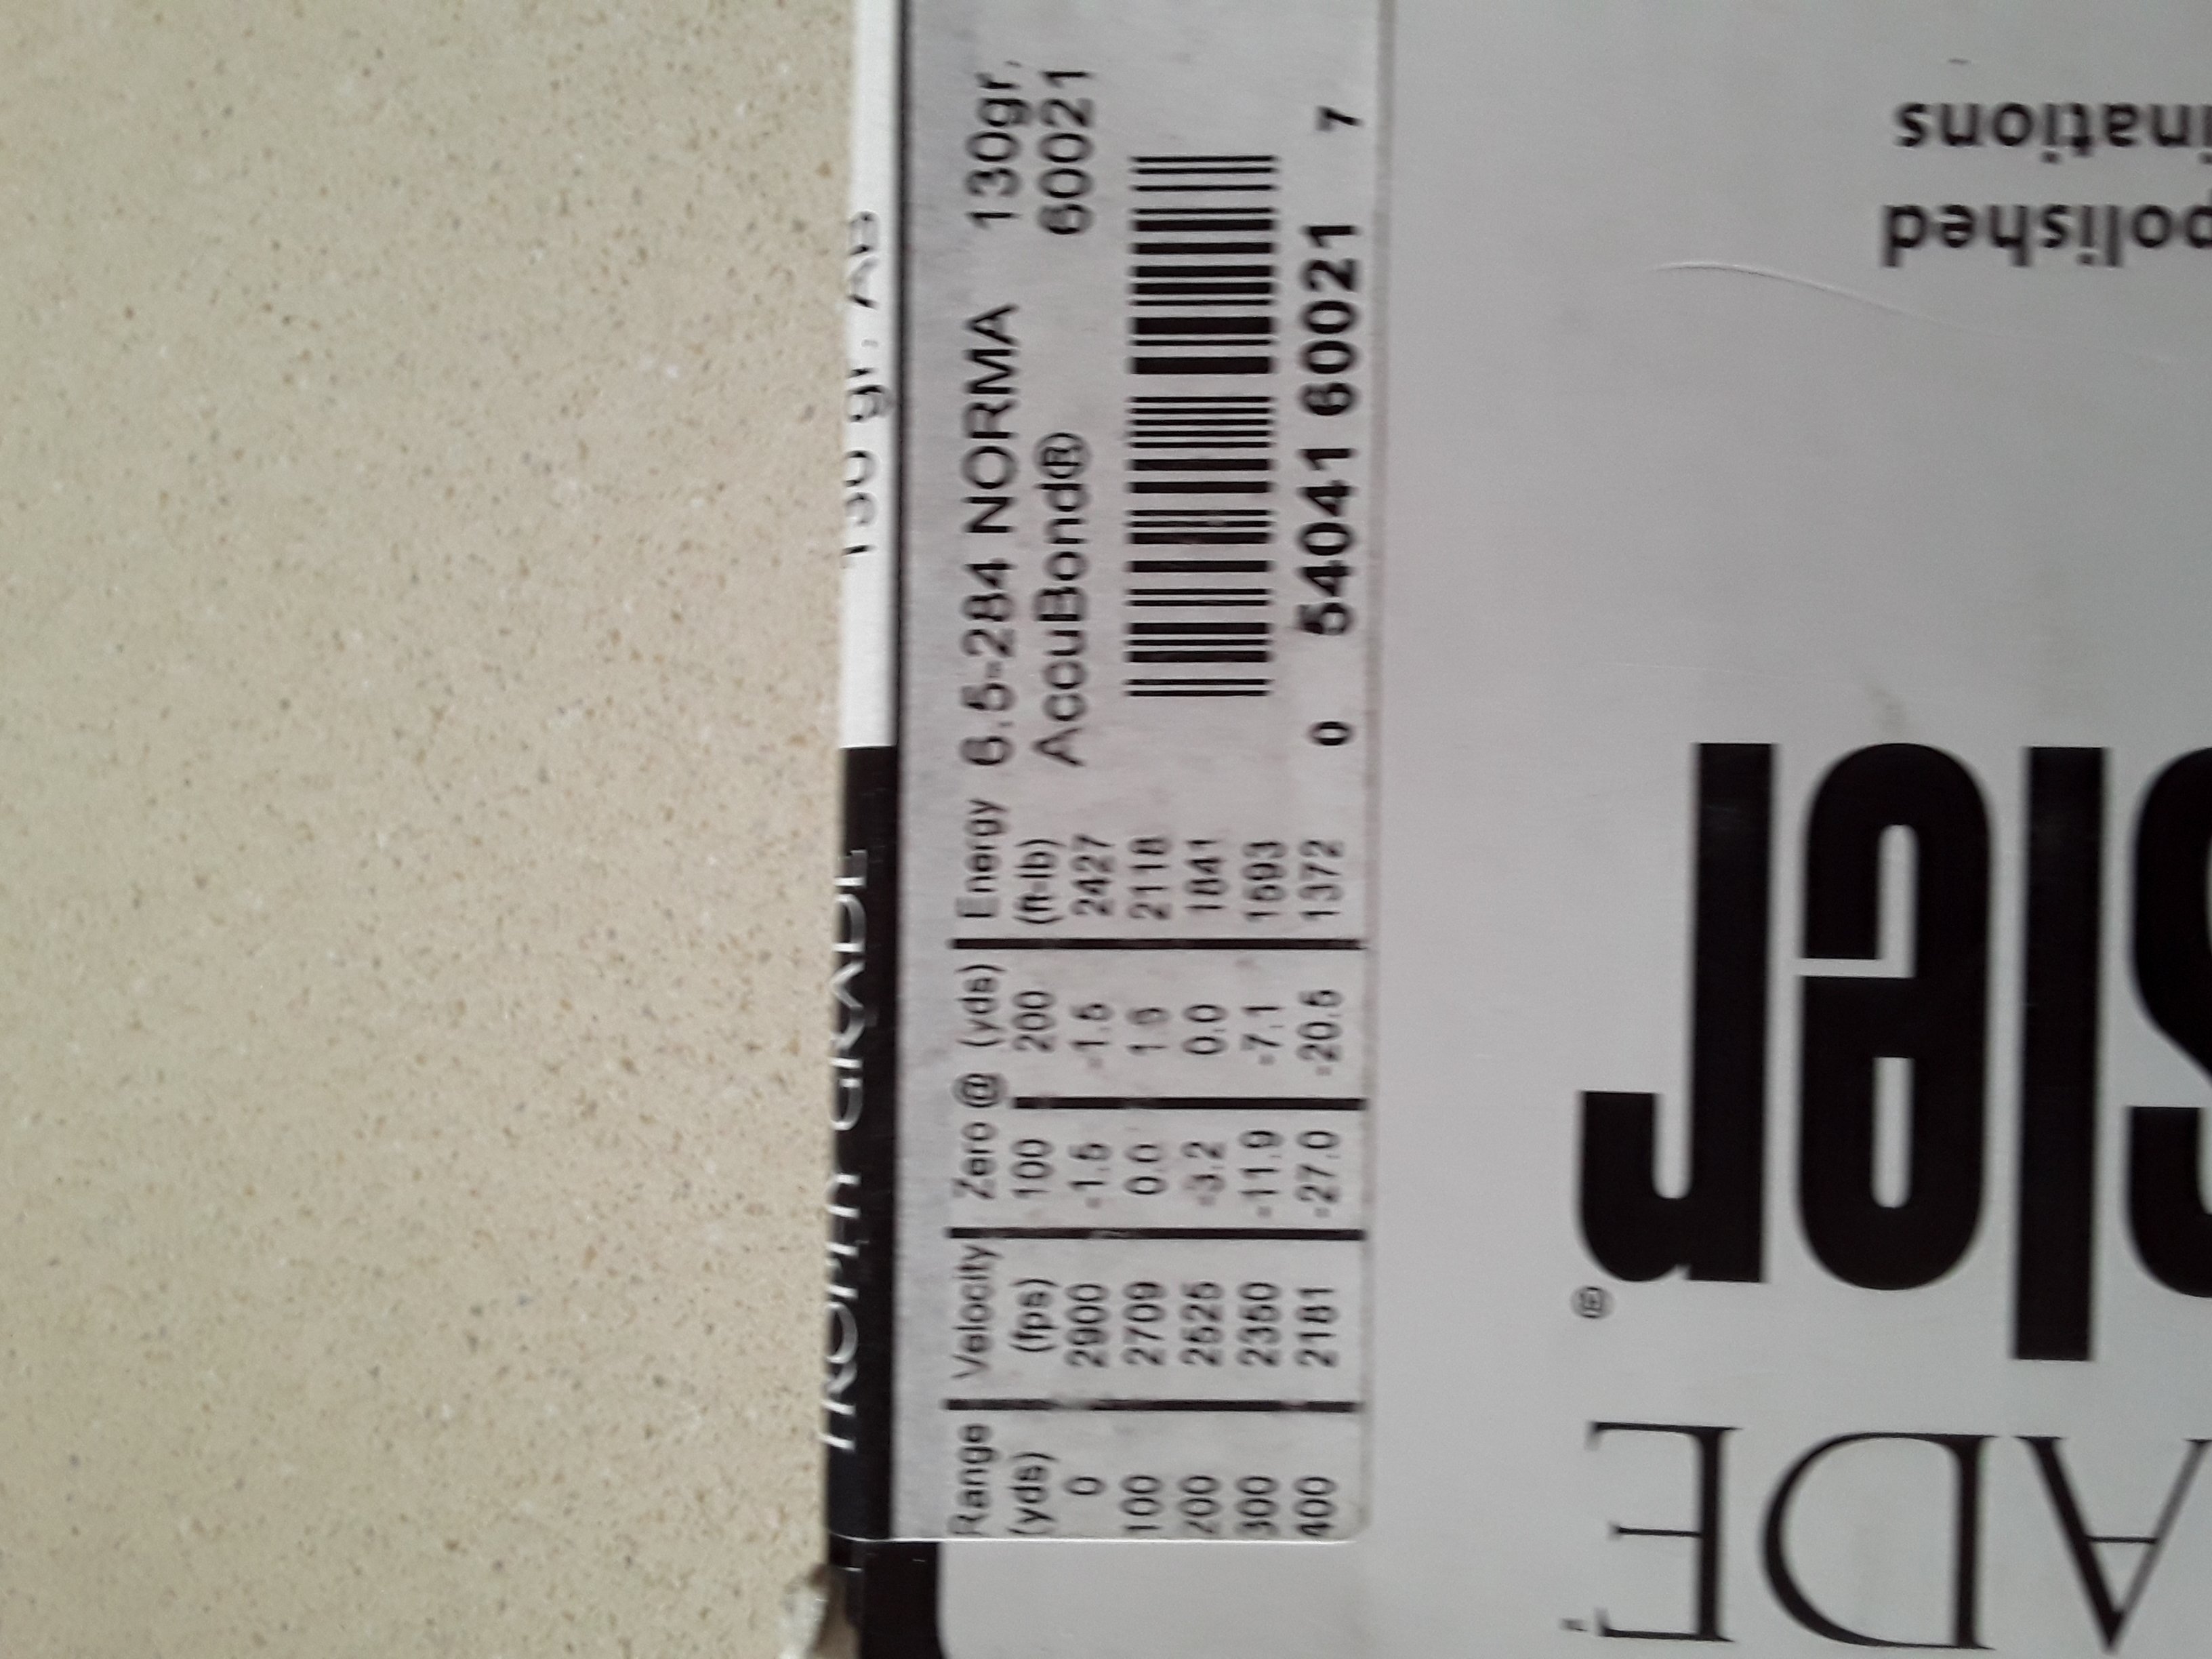 TROPHY GRADE
130 gr. AB
Range Velocity Zero @ (yds) Energy 6.5-284 NORMA 130gr,
(yds) (fps) 100 200 (ft-lb) AccuBond® 60021
0 2900 -1.5 -1.5 2427
100 2709 0.0 1.5 2118
200 2525 -3.2 0.0 1841
300 2350 -11.9 -7.1 1593
400 2181 -27.0 -20.5 1372
0 54041 60021 7
polished
inations
sler®
ADE